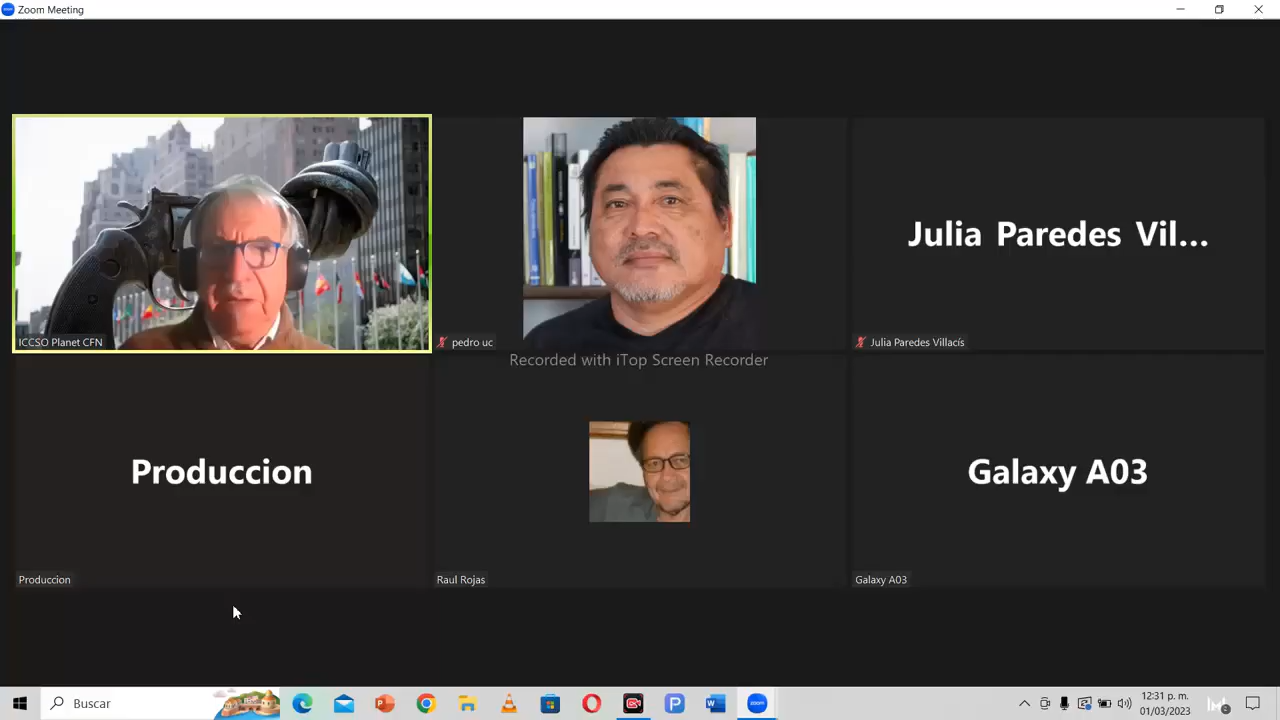 Zoom Meeting
ICCSO Planet CFN
pedro uc
Julia Paredes Vil...
Julia Paredes Villacís
Recorded with iTop Screen Recorder
Produccion
Produccion
Raul Rojas
Galaxy A03
Galaxy A03
Buscar
12:31 p. m.
01/03/2023